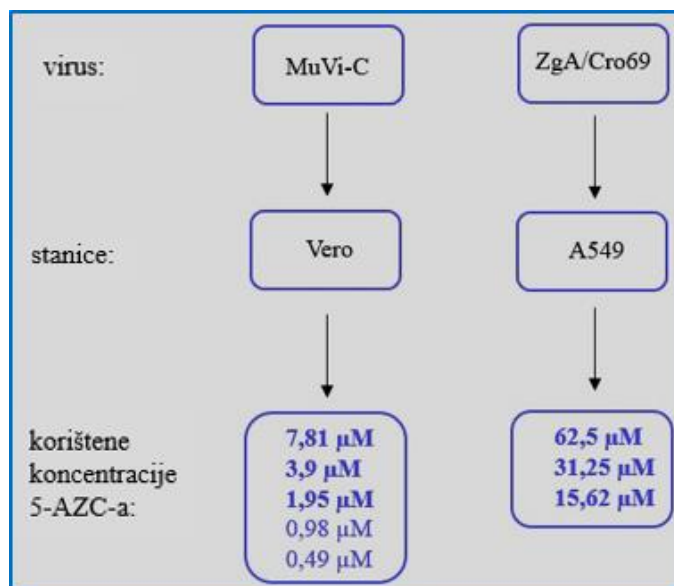 virus:
MuVi-C
ZgA/Cro69
stanice:
Vero
A549
korištene
koncentracije
5-AZC-a:
7,81 µM
3,9 µM
1,95 µM
0,98 µM
0,49 µM
62,5 µM
31,25 µM
15,62 µM